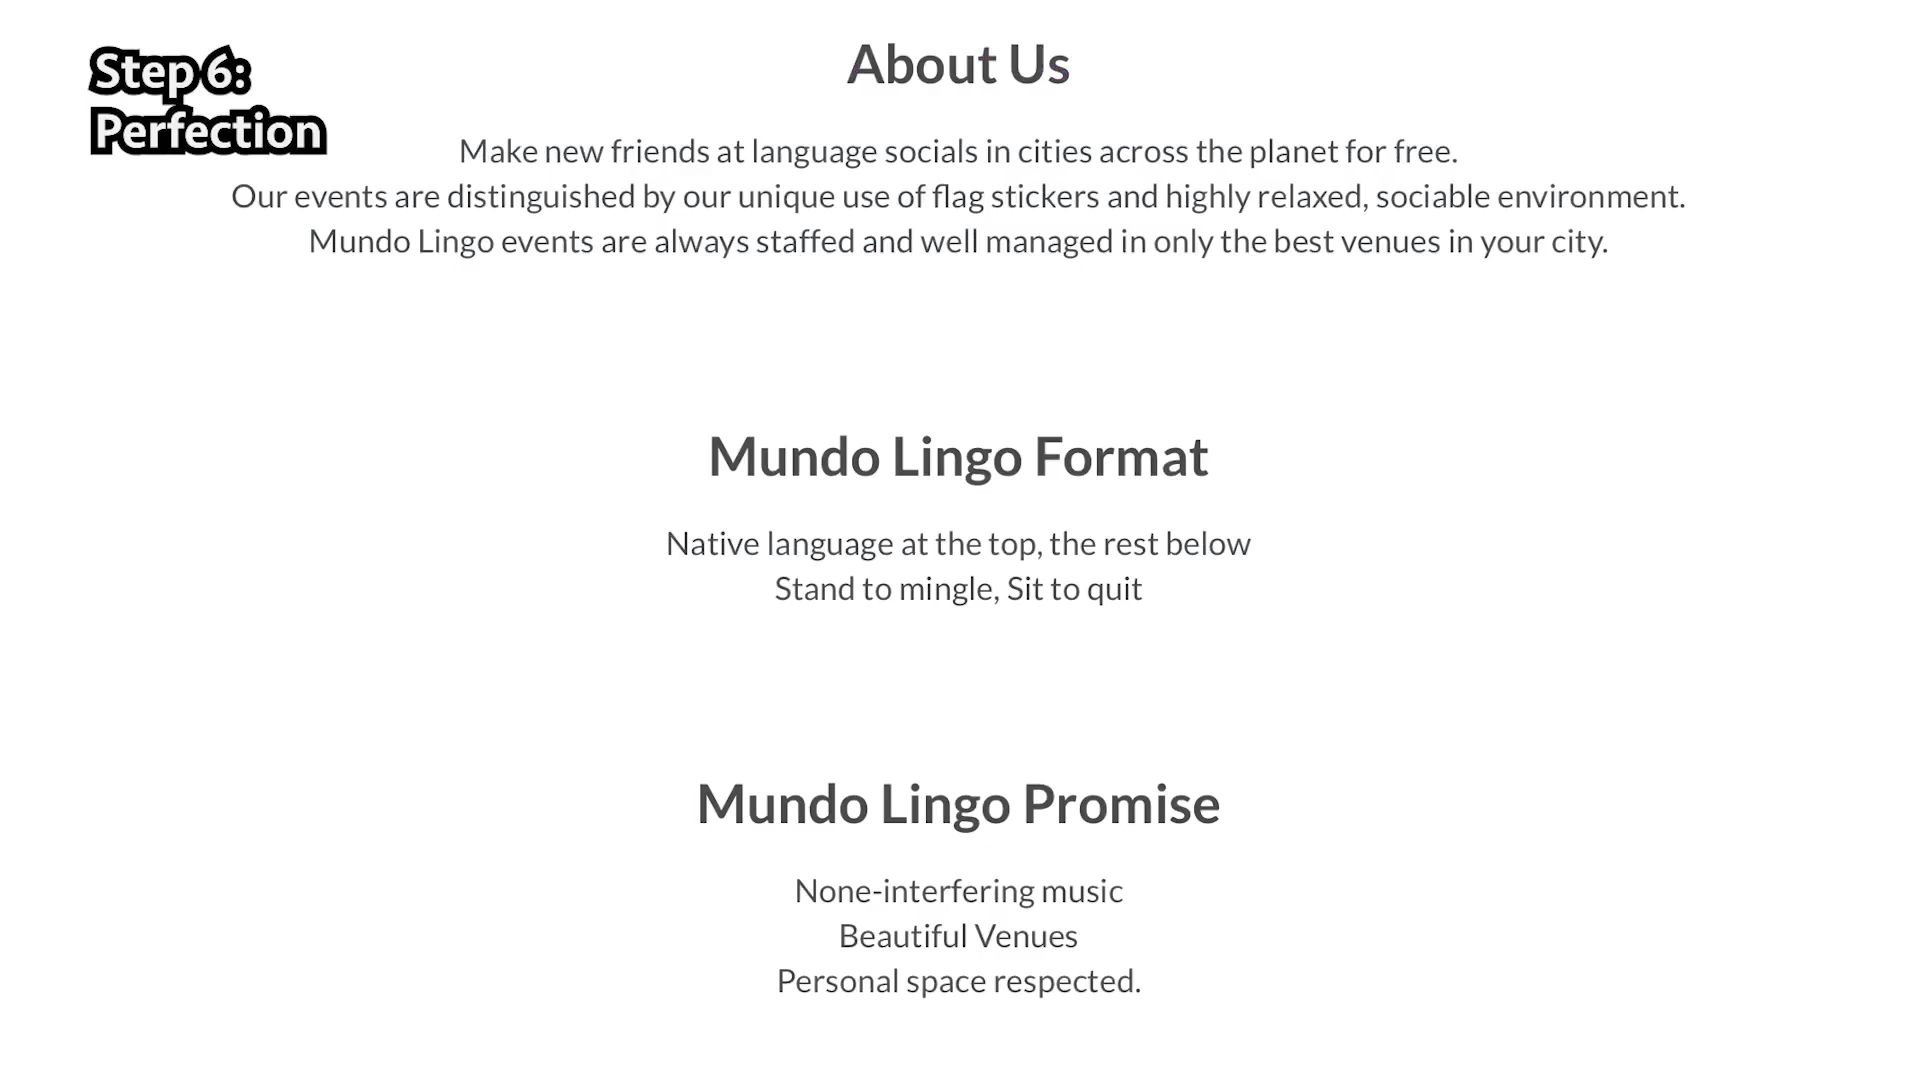 Step 6:
Perfection
About Us
Make new friends at language socials in cities across the planet for free.
Our events are distinguished by our unique use of flag stickers and highly relaxed, sociable environment.
Mundo Lingo events are always staffed and well managed in only the best venues in your city.
Mundo Lingo Format
Native language at the top, the rest below
Stand to mingle, Sit to quit
Mundo Lingo Promise
None-interfering music
Beautiful Venues
Personal space respected.